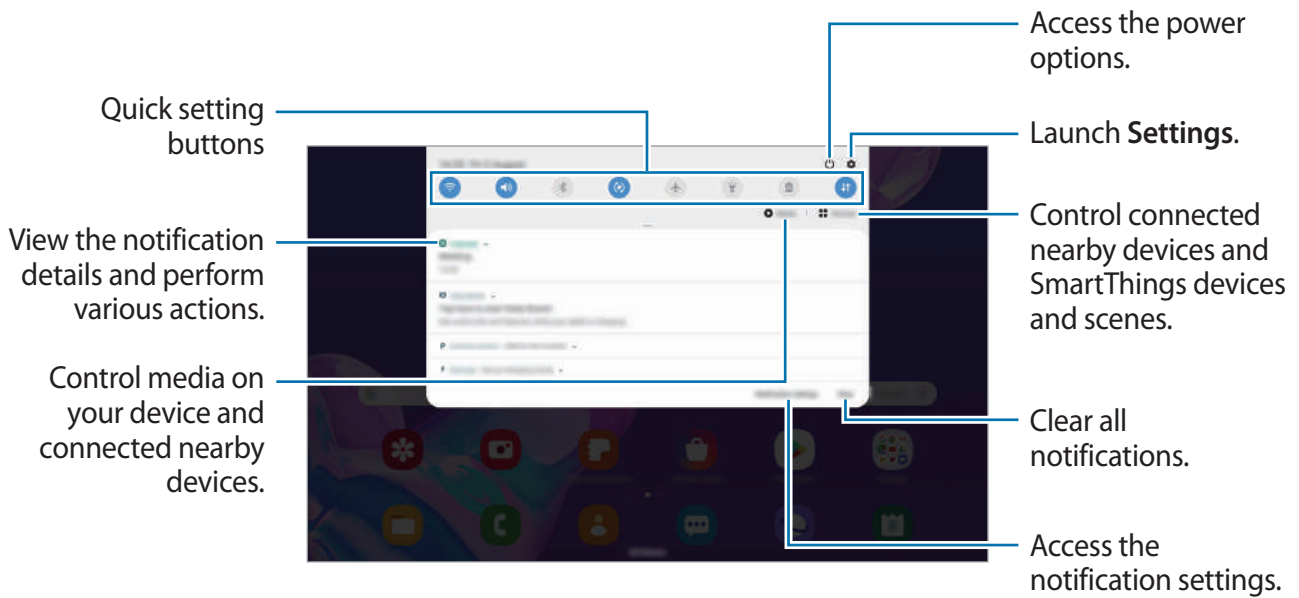 Access the power
options.
Quick setting
buttons
Launch Settings.
View the notification
details and perform
various actions.
Control connected
nearby devices and
SmartThings devices
and scenes.
Control media on
your device and
connected nearby
devices.
Clear all
notifications.
Access the
notification settings.